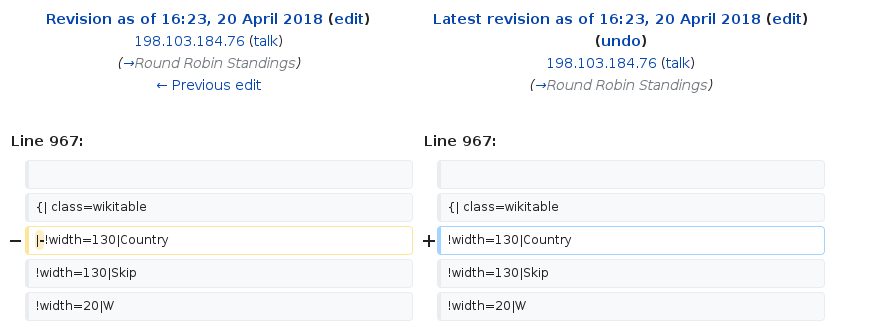 Revision as of 16:23, 20 April 2018 (edit)
198.103.184.76 (talk)
(→Round Robin Standings)
← Previous edit
Latest revision as of 16:23, 20 April 2018 (edit)
(undo)
198.103.184.76 (talk)
(→Round Robin Standings)
Line 967:
Line 967:
{| class=wikitable
{| class=wikitable
− |-!width=130|Country
+ !width=130|Country
!width=130|Skip
!width=130|Skip
!width=20|W
!width=20|W